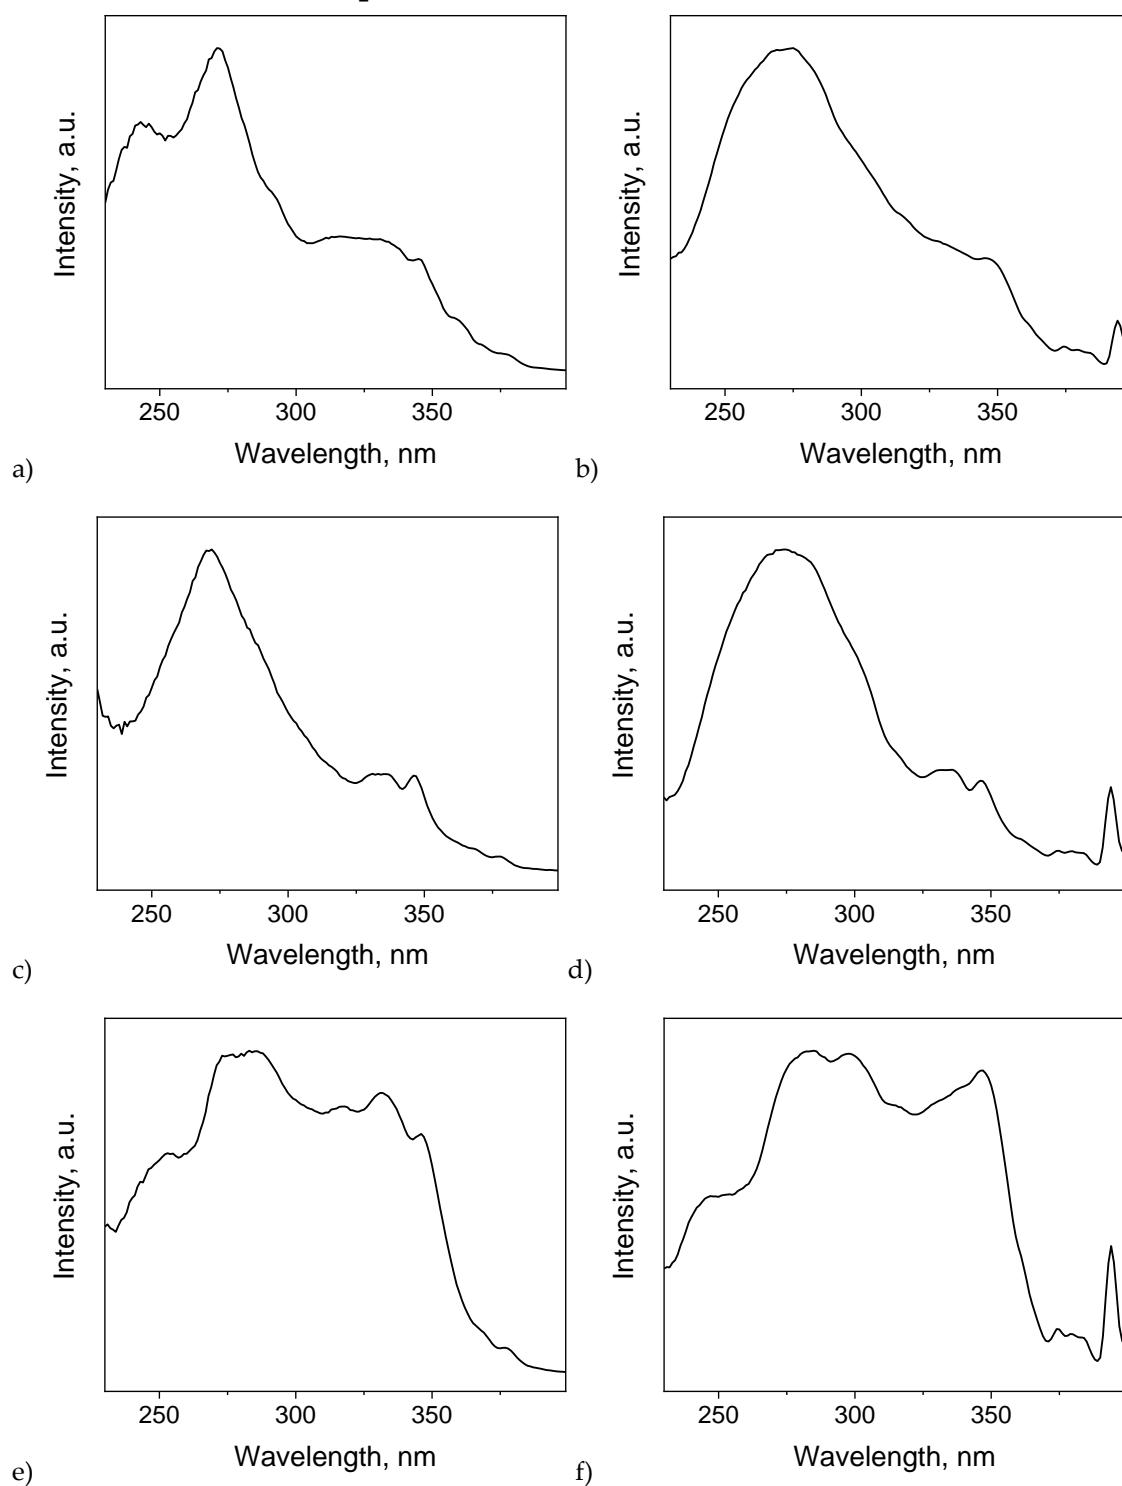 Intensity, a.u.
Intensity, a.u.
250 300 350
250 300 350
Wavelength, nm
Wavelength, nm
a)
b)
Intensity, a.u.
Intensity, a.u.
250 300 350
250 300 350
Wavelength, nm
Wavelength, nm
c)
d)
Intensity, a.u.
Intensity, a.u.
250 300 350
250 300 350
Wavelength, nm
Wavelength, nm
e)
f)